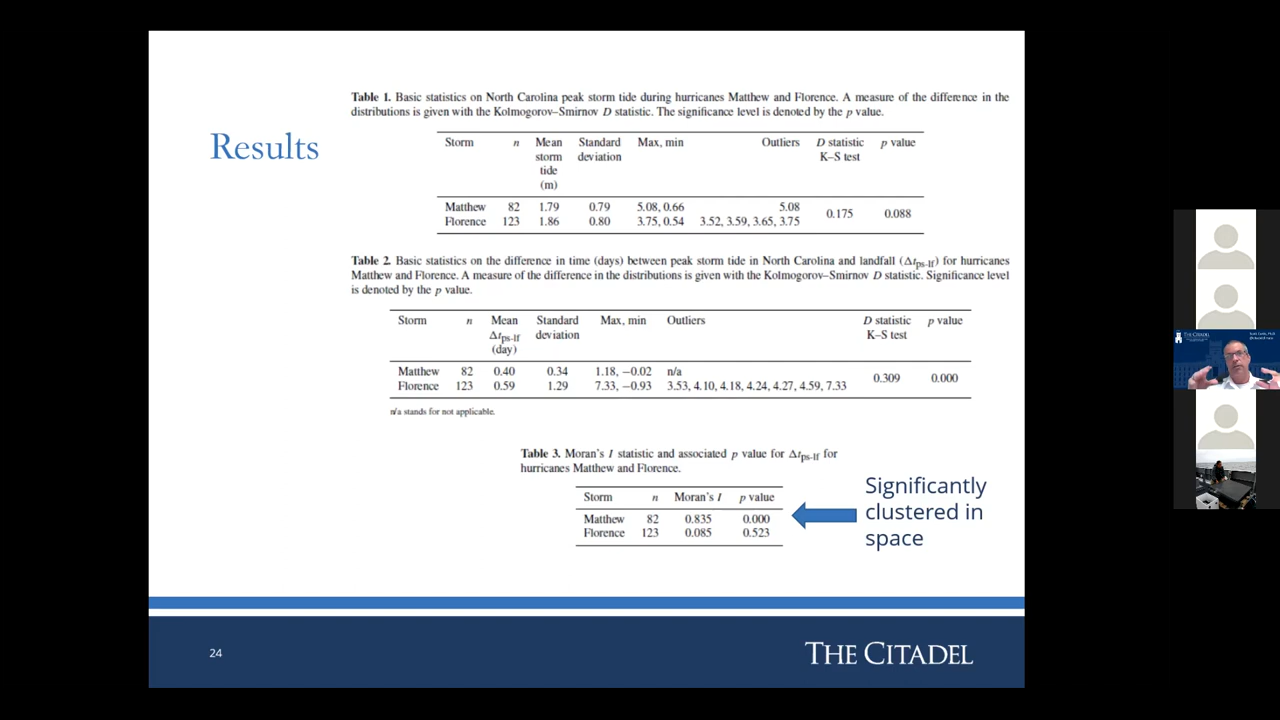 Results
Table 1. Basic statistics on North Carolina peak storm tide during hurricanes Matthew and Florence. A measure of the difference in the
distributions is given with the Kolmogorov–Smirnov D statistic. The significance level is denoted by the p value.
Storm n Mean Standard Max, min Outliers D statistic p value
storm deviation K–S test
tide
(m)
Matthew 82 1.79 0.79 5.08, 0.66 5.08 0.175 0.088
Florence 123 1.86 0.80 3.75, 0.54 3.52, 3.59, 3.65, 3.75
Table 2. Basic statistics on the difference in time (days) between peak storm tide in North Carolina and landfall (Δtps-lf) for hurricanes
Matthew and Florence. A measure of the difference in the distributions is given with the Kolmogorov–Smirnov D statistic. Significance level
is denoted by the p value.
Storm n Mean Standard Max, min Outliers D statistic p value
Δtps-lf deviation K–S test
(day)
Matthew 82 0.40 0.34 1.18, −0.02 n/a 0.309 0.000
Florence 123 0.59 1.29 7.33, −0.93 3.53, 4.10, 4.18, 4.24, 4.27, 4.59, 7.33
n/a stands for not applicable.
Table 3. Moran's I statistic and associated p value for Δtps-lf for
hurricanes Matthew and Florence.
Storm n Moran's I p value
Matthew 82 0.835 0.000
Florence 123 0.085 0.523
Significantly
clustered in
space
24
THE CITADEL
THE CITADEL